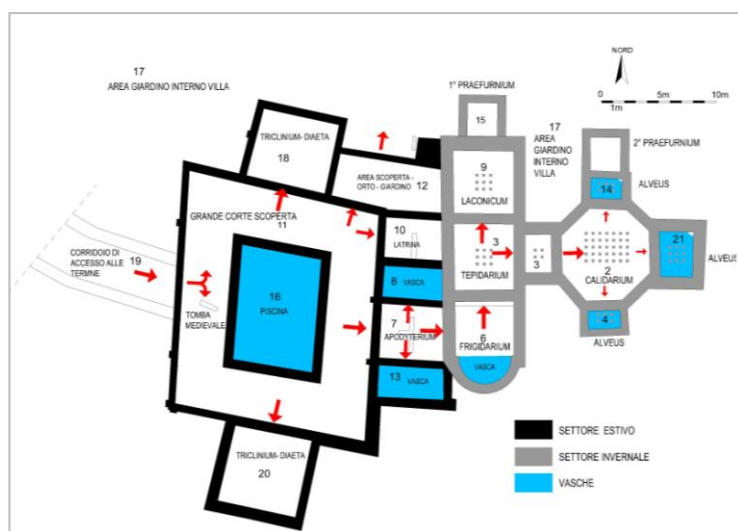 17
AREA GIARDINO INTERNO VILLA
NORD
0
5m
10m
1m
1° PRAEFURNIUM
15
17
AREA
GIARDINO
INTERNO
VILLA
2° PRAEFURNIUM
TRICLINIUM- DIAETA
18
AREA SCOPERTA -
ORTO - GIARDINO
12
9
LACONICUM
14
ALVEUS
GRANDE CORTE SCOPERTA
11
10
LATRINA
3
TEPIDARIUM
3
2
CALIDARIUM
21
ALVEUS
CORRIDOIO DI
ACCESSO ALLE
TERMNE
19
TOMBA
MEDIEVALE
16
PISCINA
8 VASCA
7
APODYTERIUM
6
FRIGIDARIUM
VASCA
4
ALVEUS
13 VASCA
TRICLINIUM- DIAETA
20
SETTORE ESTIVO
SETTORE INVERNALE
VASCHE